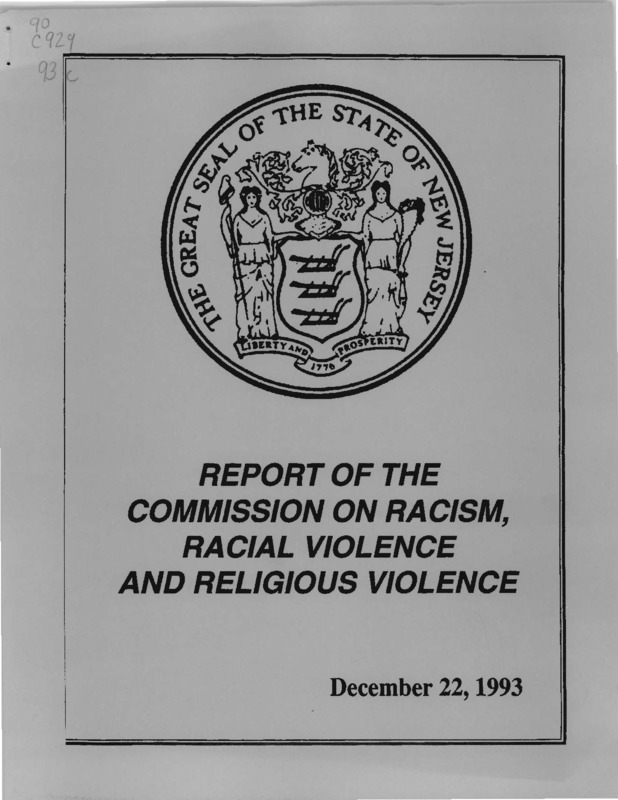 90
C929
93
c
THE GREAT SEAL OF THE STATE OF NEW JERSEY
LIBERTY AND
PROSPERITY
1776
REPORT OF THE
COMMISSION ON RACISM,
RACIAL VIOLENCE
AND RELIGIOUS VIOLENCE
December 22, 1993